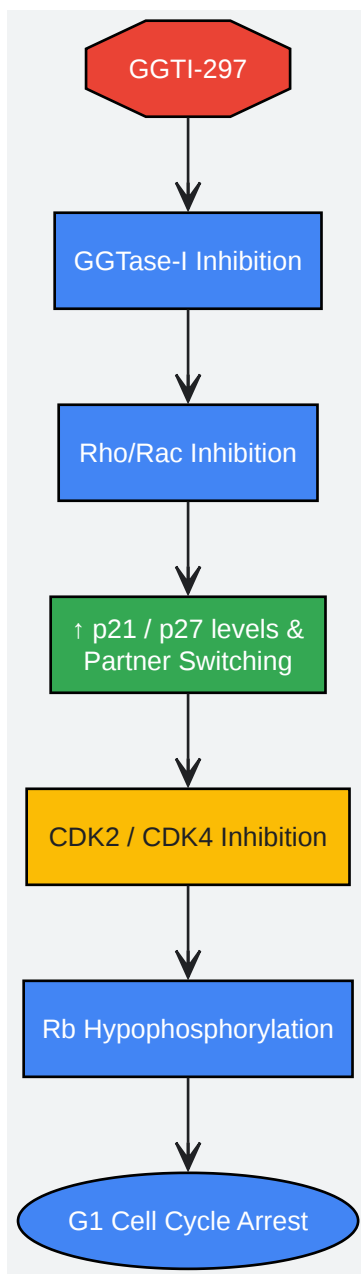 GGTI-297
GGTase-I Inhibition
Rho/Rac Inhibition
↑ p21 / p27 levels &
Partner Switching
CDK2 / CDK4 Inhibition
Rb Hypophosphorylation
G1 Cell Cycle Arrest